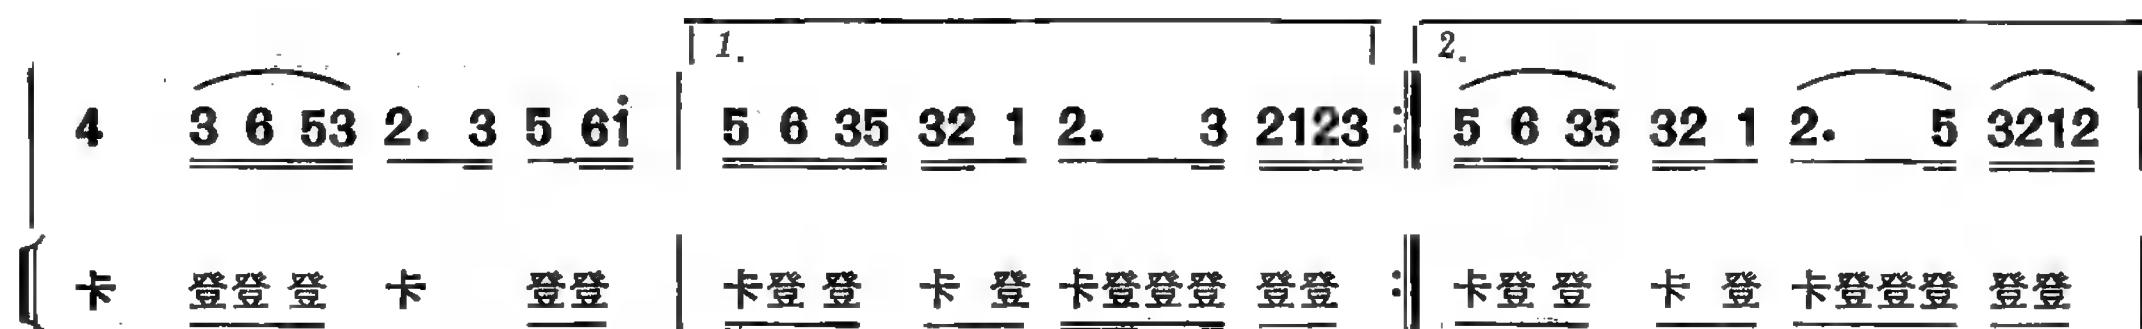 1. 2.
4 3 6 53 2. 3 5 6i 5 6 35 32 1 2. 3 2123 5 6 35 32 1 2. 5 3212
卡 登登 登 卡 登登 卡登 登 卡 登 卡登登登 登登 卡登 登 卡 登 卡登登登 登登